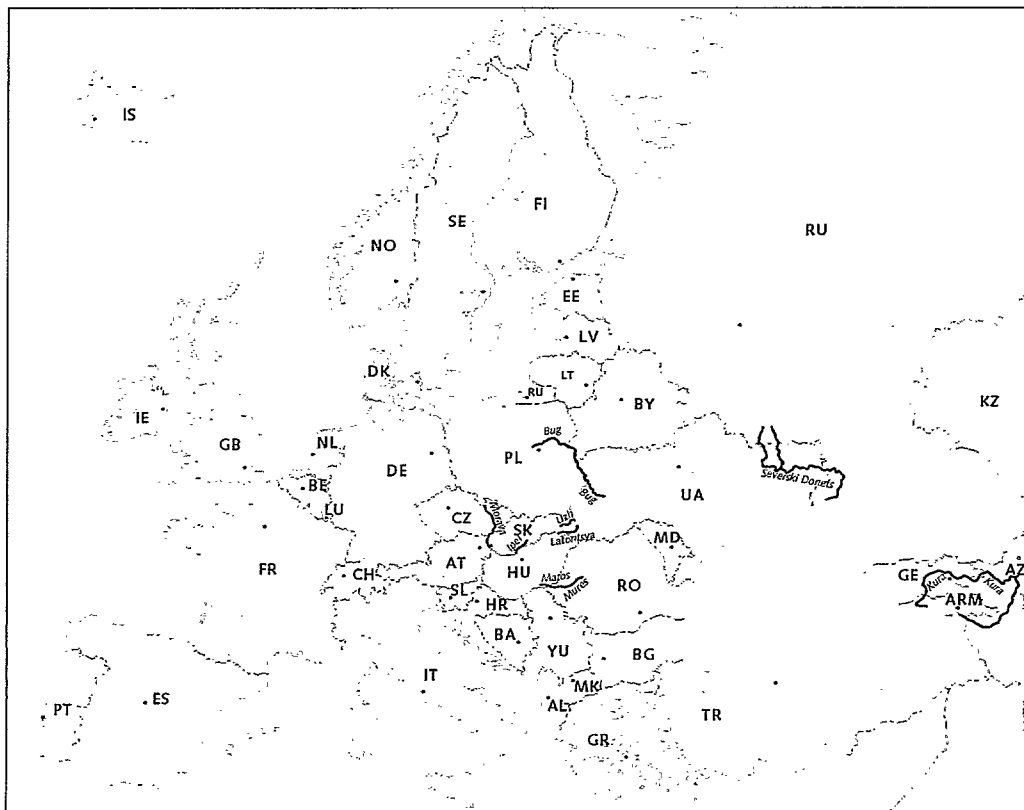 IS
FI
SE
RU
NO
EE
LV
DK
LT
RU
BY
KZ
IE
GB
NL
Bug
PL
DE
Severski Donets
BE
Bug
UA
LU
CZ
Morava
SK
Uzh
Latoritsya
MD
Ipel
FR
AT
HU
GE
AZ
CH
Kura
Kura
Maros
Mures
RO
ARM
SL
HR
BA
YU
BG
IT
MK
ES
PT
AL
TR
GR